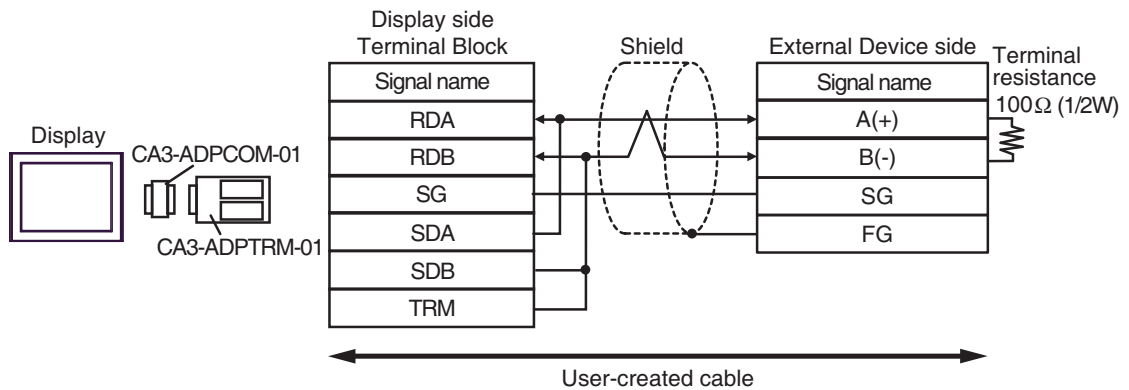 Display
CA3-ADPCOM-01
CA3-ADPTRM-01
Display side
Terminal Block
Signal name
RDA
RDB
SG
SDA
SDB
TRM
Shield
External Device side
Signal name
A(+)
B(-)
SG
FG
Terminal
resistance
100Ω (1/2W)
User-created cable